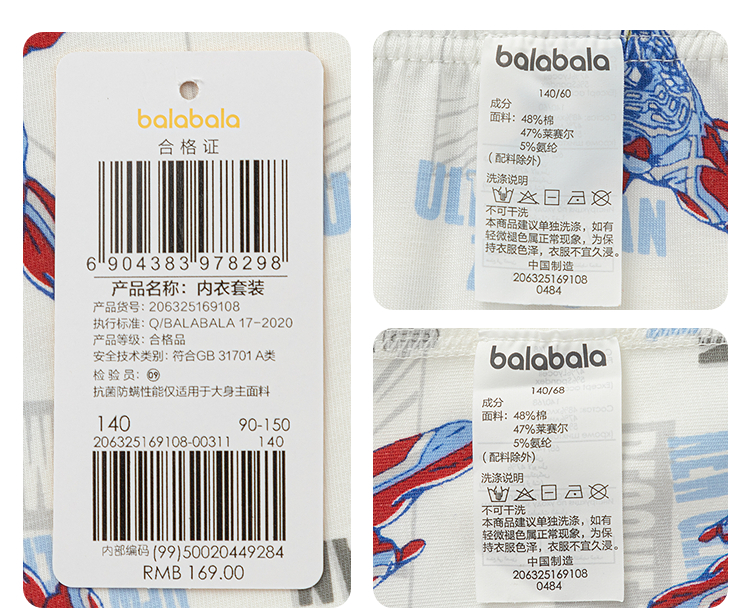 balabala
合格证
6 904383 978298
产品名称：内衣套装
产品货号：206325169108
执行标准：Q/BALABALA 17-2020
产品等级：合格品
安全技术类别：符合GB 31701 A类
检验员：09
抗菌防螨性能仅适用于大身主面料
140 90-150
206325169108-00311 140
内部编码 (99)50020449284
RMB 169.00
balabala
140/60
成分
面料：48%棉
47%莱赛尔
5%氨纶
（配料除外）
洗涤说明
不可干洗
本商品建议单独洗涤，如有
轻微褪色属正常现象，为保
持衣服色泽，衣服不宜久浸。
中国制造
206325169108
0484
balabala
140/68
成分
面料：48%棉
47%莱赛尔
5%氨纶
（配料除外）
洗涤说明
不可干洗
本商品建议单独洗涤，如有
轻微褪色属正常现象，为保
持衣服色泽，衣服不宜久浸。
中国制造
206325169108
0484